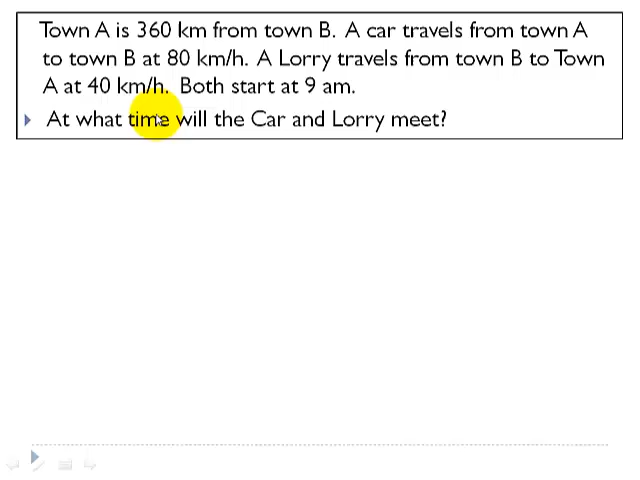 Town A is 360 km from town B. A car travels from town A
to town B at 80 km/h. A Lorry travels from town B to Town
A at 40 km/h. Both start at 9 am.
At what time will the Car and Lorry meet?